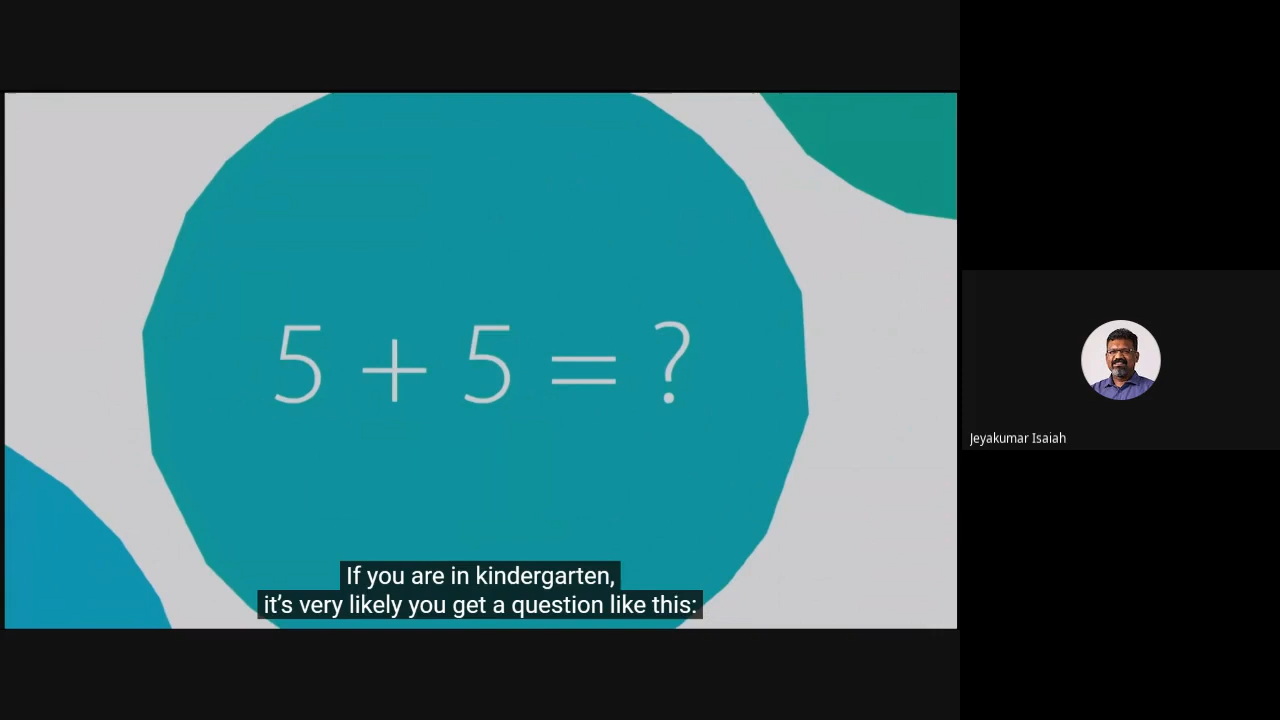 5 + 5 = ?
If you are in kindergarten,
it’s very likely you get a question like this:
Jeyakumar Isaiah